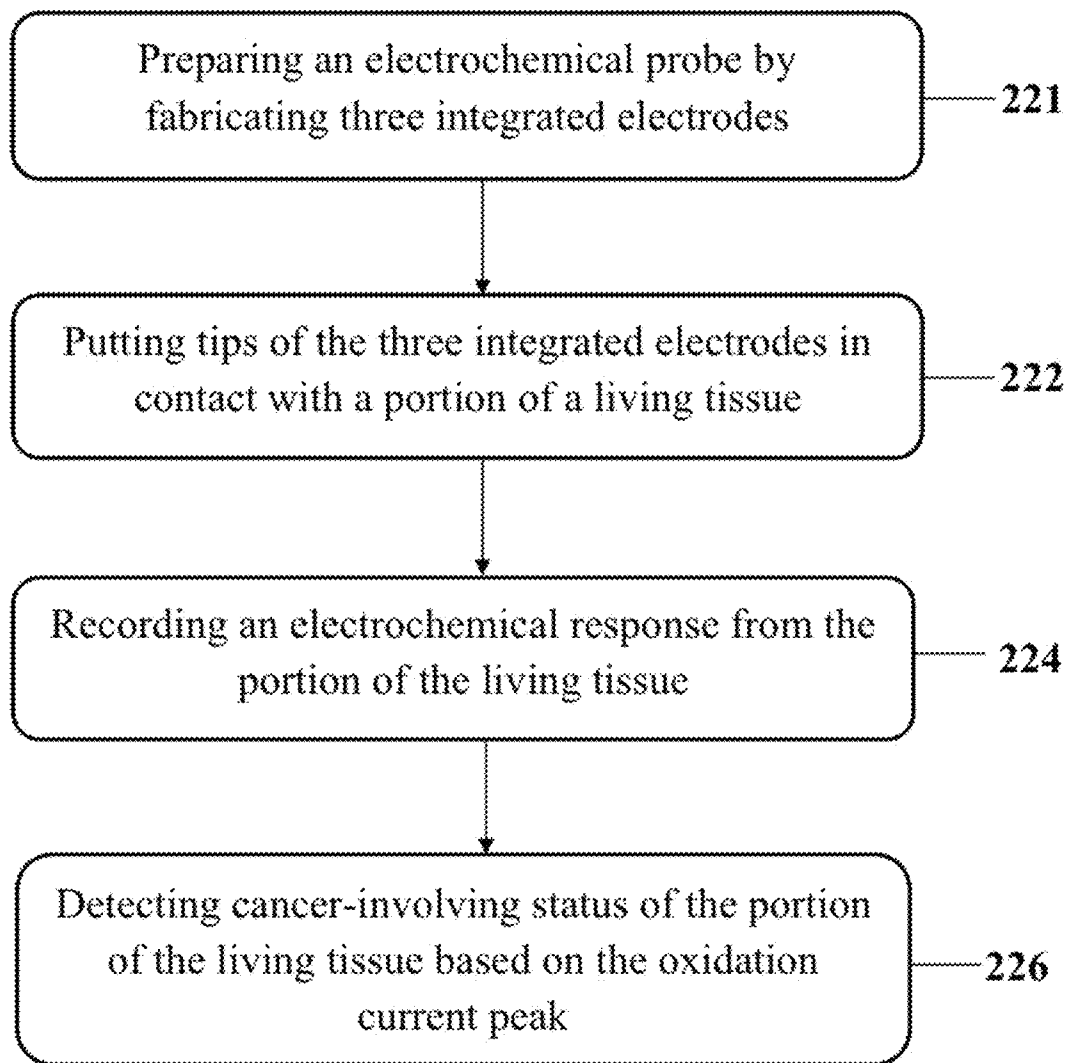 Preparing an electrochemical probe by
fabricating three integrated electrodes
221
Putting tips of the three integrated electrodes in
contact with a portion of a living tissue
222
Recording an electrochemical response from the
portion of the living tissue
224
Detecting cancer-involving status of the portion
of the living tissue based on the oxidation
current peak
226